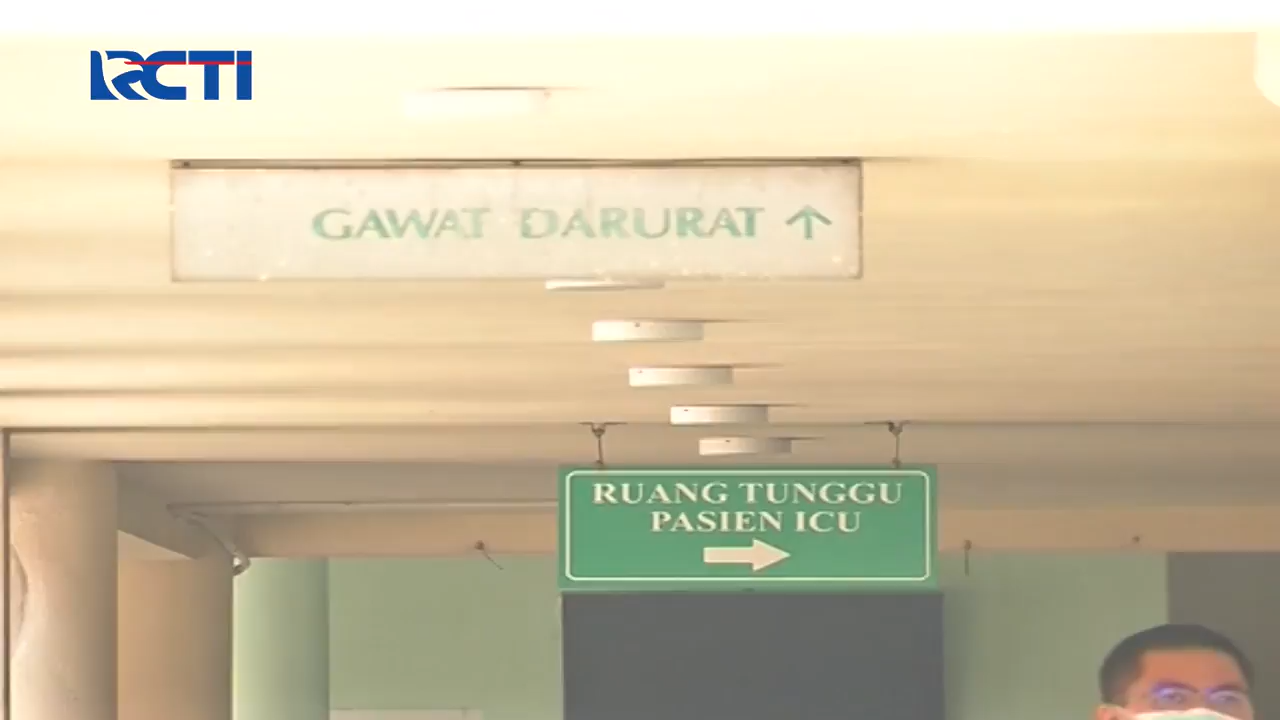 RCTI
GAWAT DARURAT ↑
RUANG TUNGGU
PASIEN ICU
→